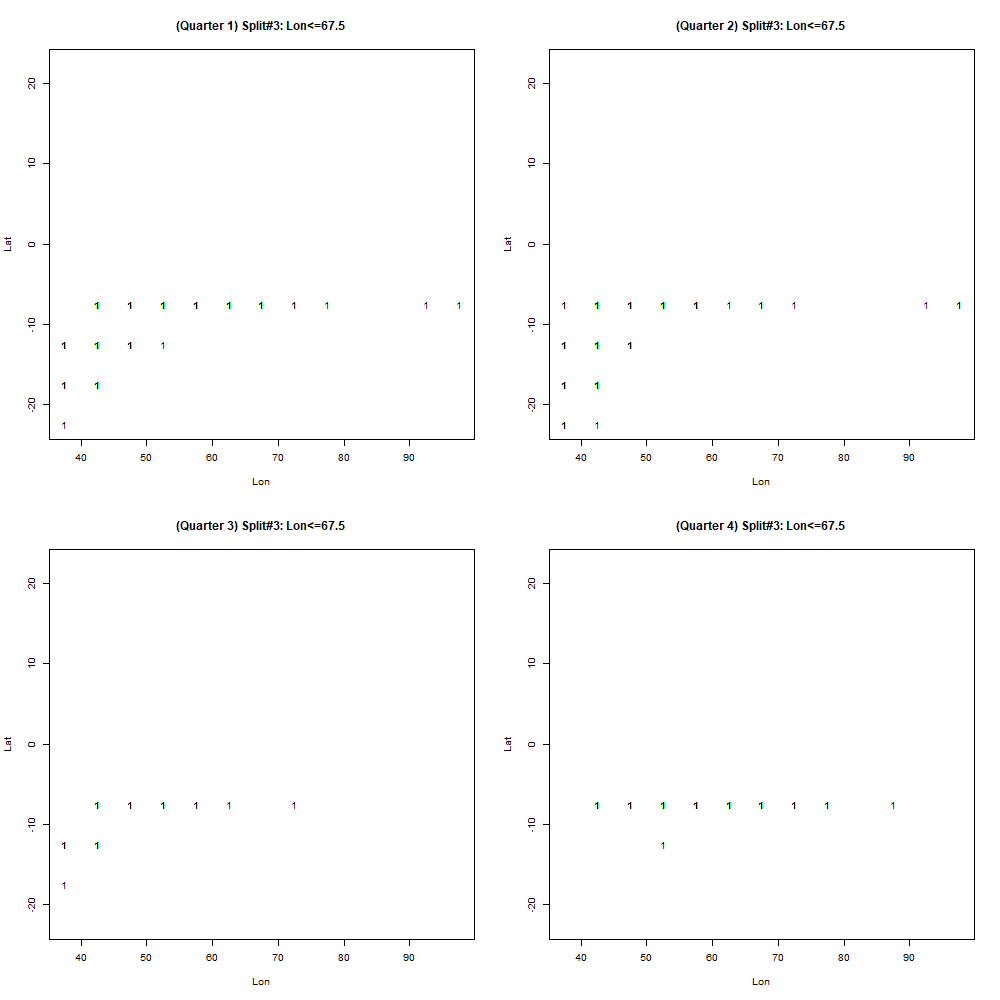 (Quarter 1) Split#3: Lon<=67.5
20
10
0
-10
-20
Lat
1 1 1 1 1 1 1 1 1 1
1 1 1 1
1 1
1
40 50 60 70 80 90
Lon
(Quarter 2) Split#3: Lon<=67.5
20
10
0
-10
-20
Lat
1 1 1 1 1 1 1 1 1 1
1 1 1
1 1
1 1
40 50 60 70 80 90
Lon
(Quarter 3) Split#3: Lon<=67.5
20
10
0
-10
-20
Lat
1 1 1 1 1 1
1 1
1
40 50 60 70 80 90
Lon
(Quarter 4) Split#3: Lon<=67.5
20
10
0
-10
-20
Lat
1 1 1 1 1 1 1 1 1
1
40 50 60 70 80 90
Lon